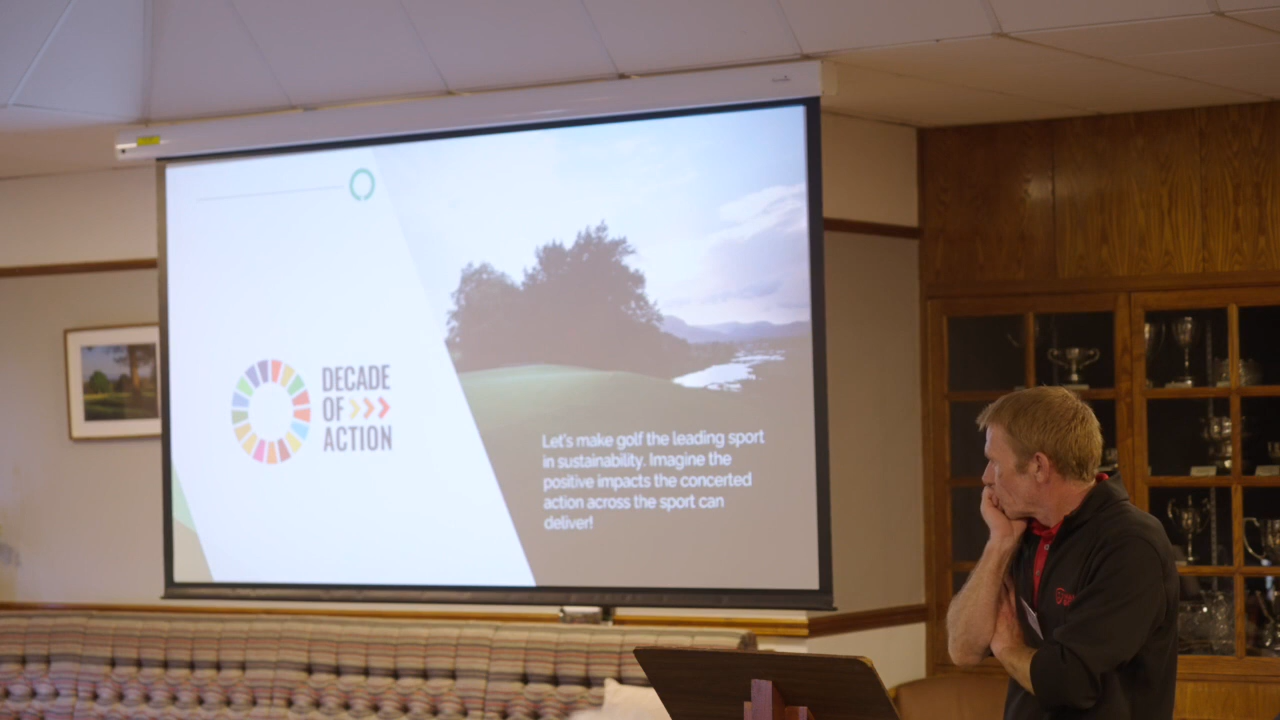 DECADE
OF
ACTION
Let's make golf the leading sport
in sustainability. Imagine the
positive impacts the concerted
action across the sport can
deliver!